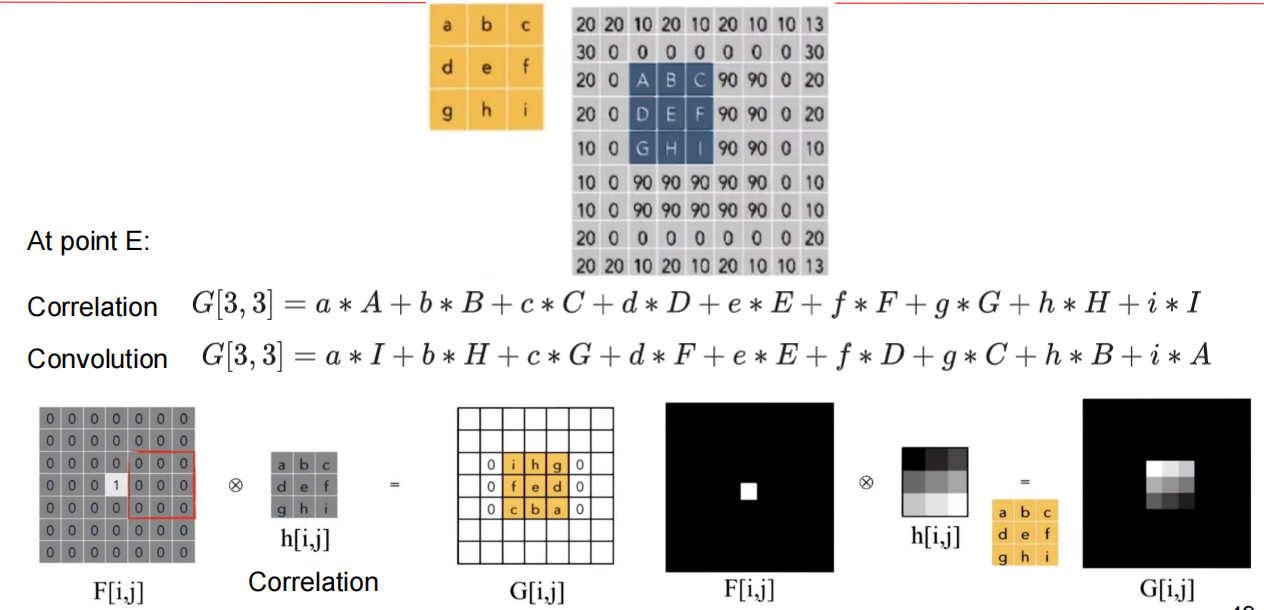 a b c
d e f
g h i
20 20 10 20 10 20 10 10 13
30 0 0 0 0 0 0 0 30
20 0 A B C 90 90 0 20
20 0 D E F 90 90 0 20
10 0 G H I 90 90 0 10
10 0 90 90 90 90 90 0 10
10 0 90 90 90 90 90 0 10
20 0 0 0 0 0 0 0 20
20 20 10 20 10 20 10 10 13
At point E:
Correlation G[3, 3] = a ∗ A + b ∗ B + c ∗ C + d ∗ D + e ∗ E + f ∗ F + g ∗ G + h ∗ H + i ∗ I
Convolution G[3, 3] = a ∗ I + b ∗ H + c ∗ G + d ∗ F + e ∗ E + f ∗ D + g ∗ C + h ∗ B + i ∗ A
0 0 0 0 0 0 0
0 0 0 0 0 0 0
0 0 0 0 0 0 0
0 0 0 1 0 0 0
0 0 0 0 0 0 0
0 0 0 0 0 0 0
0 0 0 0 0 0 0
F[i,j]
⊗
a b c
d e f
g h i
h[i,j]
Correlation
=
0 i h g 0
0 f e d 0
0 c b a 0
G[i,j]
F[i,j]
⊗
h[i,j]
=
a b c
d e f
g h i
G[i,j]